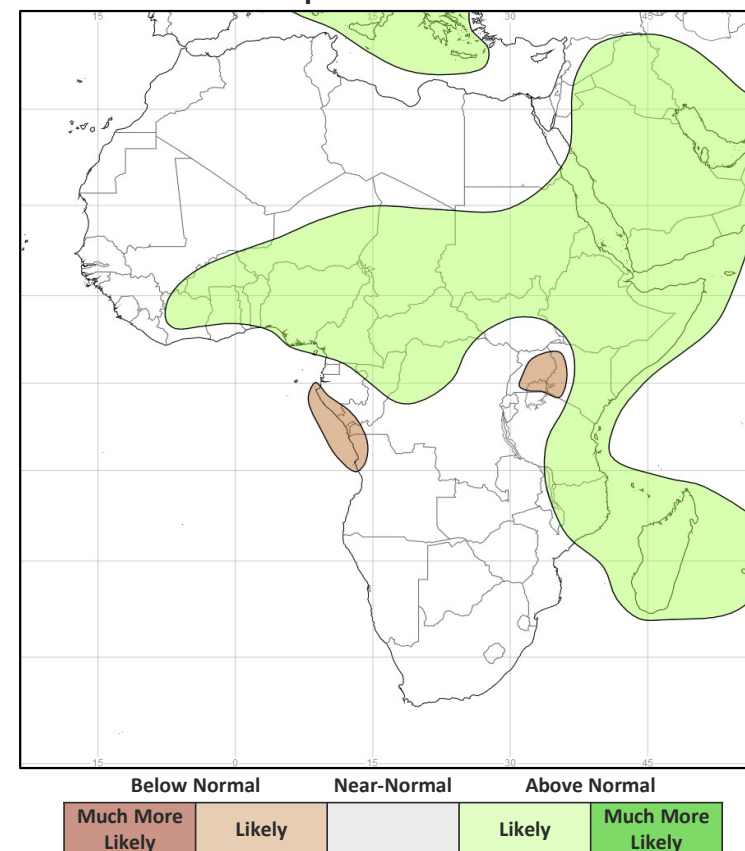 15 30 45
15 0 15 30 45
Below Normal Near-Normal Above Normal
Much More Likely Likely Likely Much More Likely